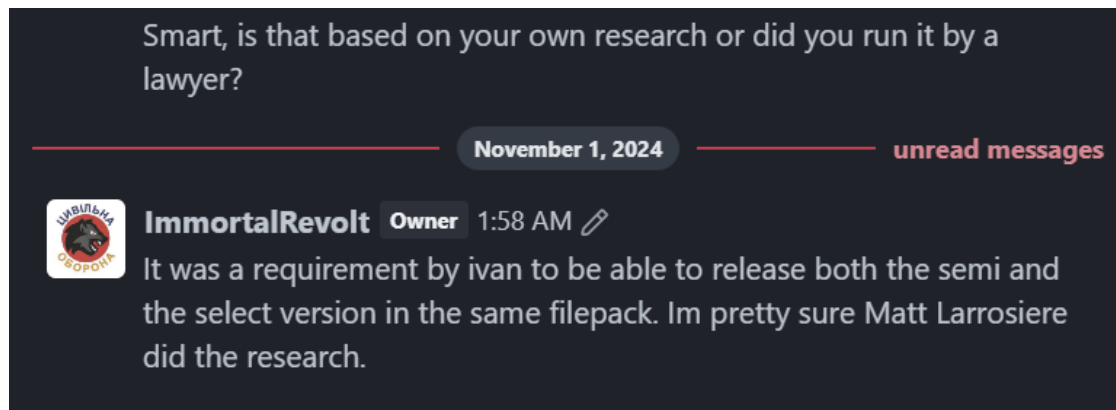 Smart, is that based on your own research or did you run it by a
lawyer?
November 1, 2024 unread messages
ЦИВІЛЬНА
ОБОРОНА
ImmortalRevolt Owner 1:58 AM
It was a requirement by ivan to be able to release both the semi and
the select version in the same filepack. Im pretty sure Matt Larrosiere
did the research.